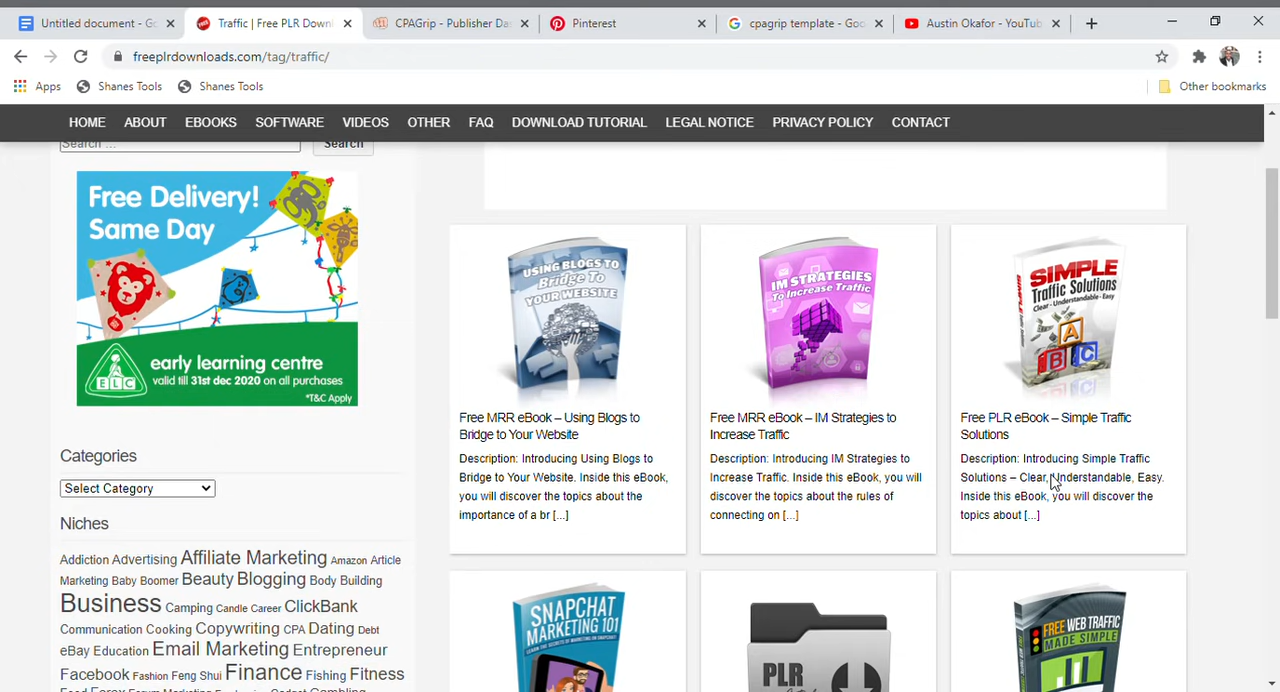 Untitled document - Go
Traffic | Free PLR Down
CPAGrip - Publisher Da
Pinterest
cpagrip template - Goo
Austin Okafor - YouTub
freeplrdownloads.com/tag/traffic/
Apps
Shanes Tools
Shanes Tools
Other bookmarks
HOME ABOUT EBOOKS SOFTWARE VIDEOS OTHER FAQ DOWNLOAD TUTORIAL LEGAL NOTICE PRIVACY POLICY CONTACT
Search ...
Search
Free Delivery!
Same Day
early learning centre
valid till 31st dec 2020 on all purchases
ELC
*T&C Apply
Categories
Select Category
Niches
Addiction Advertising Affiliate Marketing Amazon Article
Marketing Baby Boomer Beauty Blogging Body Building
Business Camping Candle Career ClickBank
Communication Cooking Copywriting CPA Dating Debt
eBay Education Email Marketing Entrepreneur
Facebook Fashion Feng Shui Finance Fishing Fitness
USING BLOGS TO
Bridge To
YOUR WEBSITE
Free MRR eBook – Using Blogs to
Bridge to Your Website
Description: Introducing Using Blogs to
Bridge to Your Website. Inside this eBook,
you will discover the topics about the
importance of a br [...]
IM STRATEGIES
To Increase Traffic
Free MRR eBook – IM Strategies to
Increase Traffic
Description: Introducing IM Strategies to
Increase Traffic. Inside this eBook, you will
discover the topics about the rules of
connecting on [...]
SIMPLE
SIMPLE
Traffic Solutions
Clear - Understandable - Easy
A
B C
Free PLR eBook – Simple Traffic
Solutions
Description: Introducing Simple Traffic
Solutions – Clear, Understandable, Easy.
Inside this eBook, you will discover the
topics about [...]
SNAPCHAT
MARKETING 101
PLR
FREE WEB TRAFFIC
MADE SIMPLE